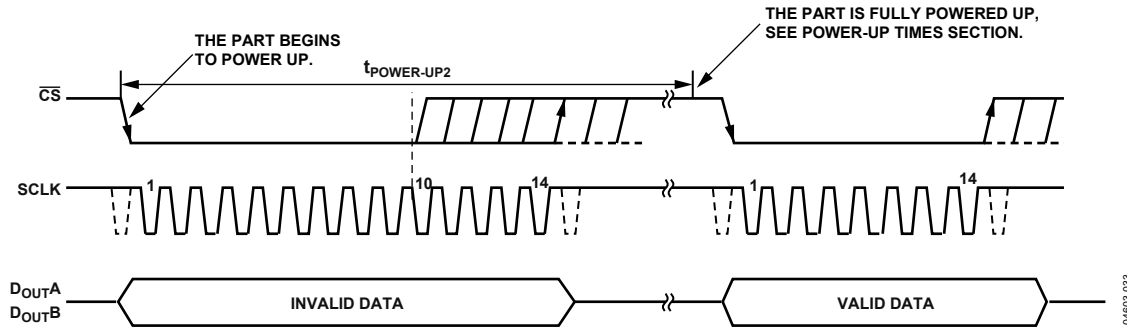 THE PART BEGINS
TO POWER UP.
THE PART IS FULLY POWERED UP,
SEE POWER-UP TIMES SECTION.
tPOWER-UP2
CS
SCLK
1
10
14
1
14
DOUTA
DOUTB
INVALID DATA
VALID DATA
04603-033